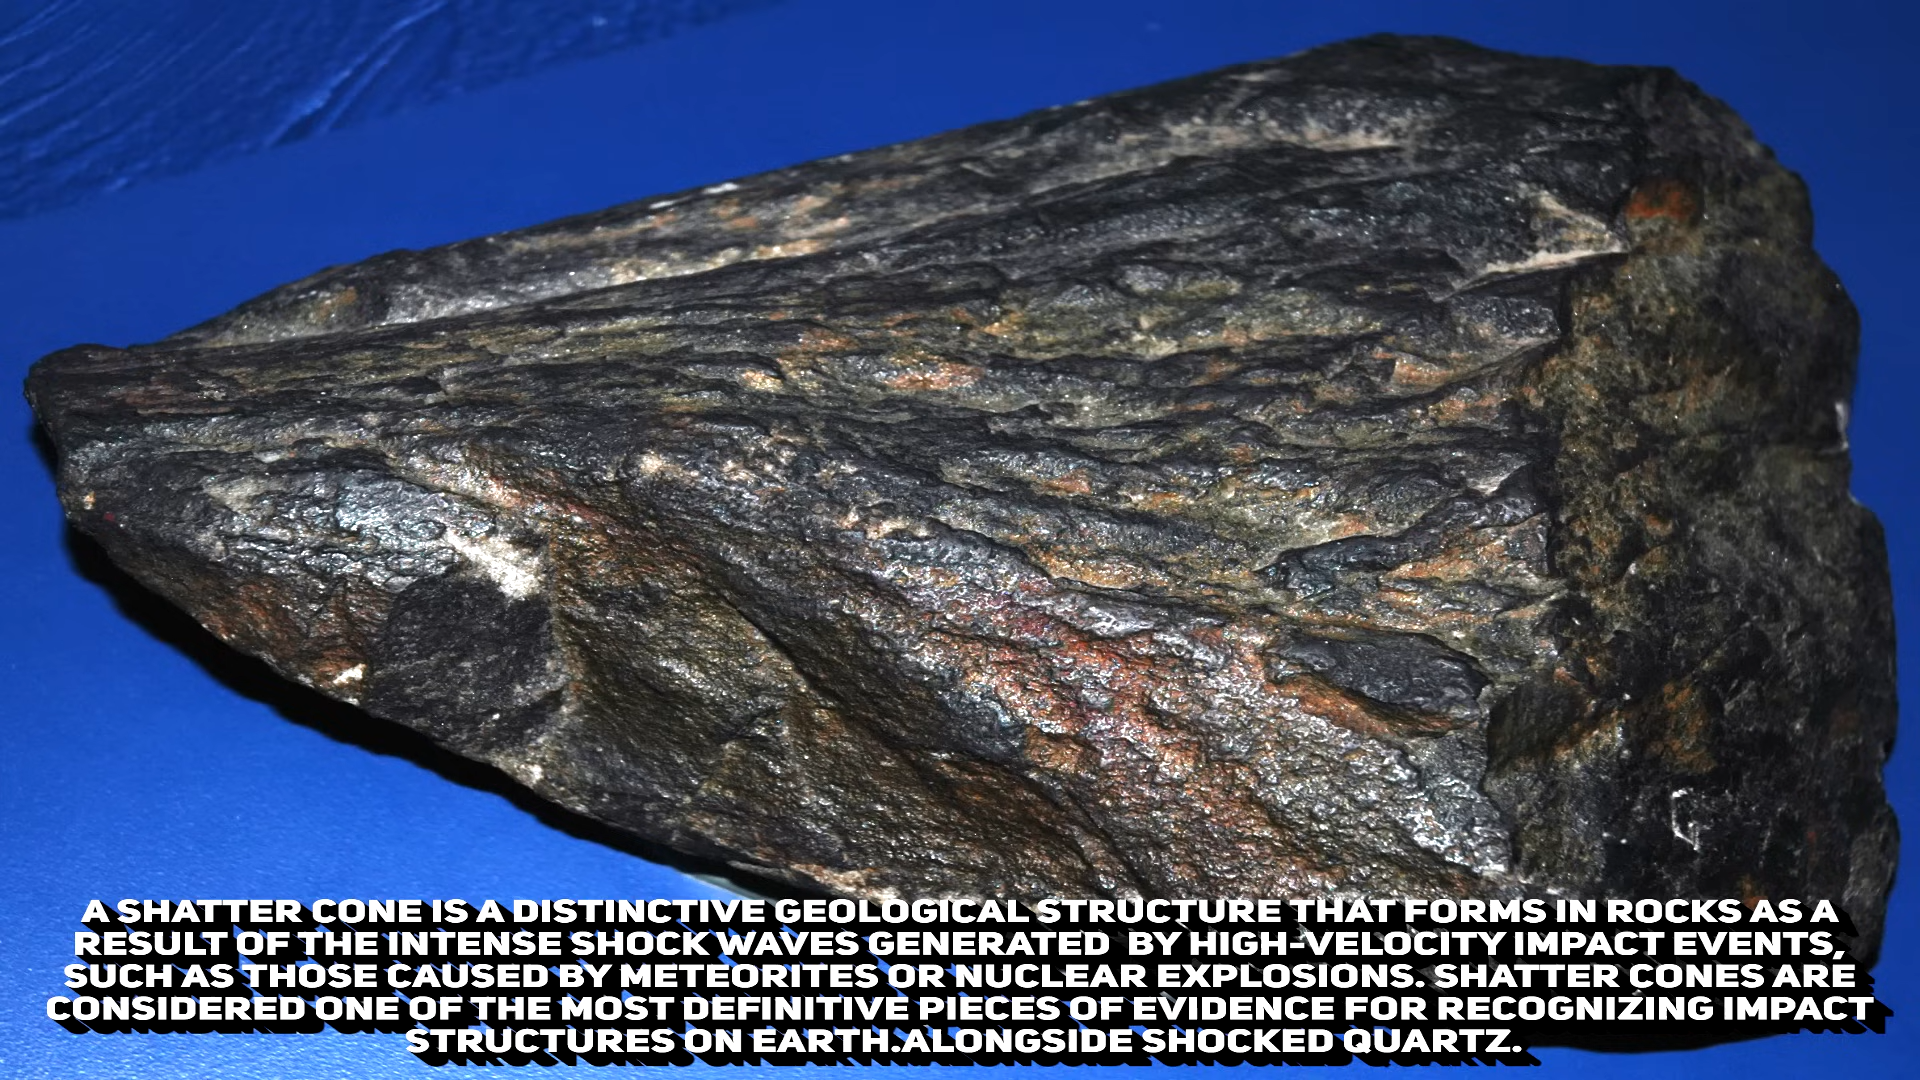 A SHATTER CONE IS A DISTINCTIVE GEOLOGICAL STRUCTURE THAT FORMS IN ROCKS AS A
RESULT OF THE INTENSE SHOCK WAVES GENERATED  BY HIGH-VELOCITY IMPACT EVENTS,
SUCH AS THOSE CAUSED BY METEORITES OR NUCLEAR EXPLOSIONS. SHATTER CONES ARE
CONSIDERED ONE OF THE MOST DEFINITIVE PIECES OF EVIDENCE FOR RECOGNIZING IMPACT
STRUCTURES ON EARTH.ALONGSIDE SHOCKED QUARTZ.